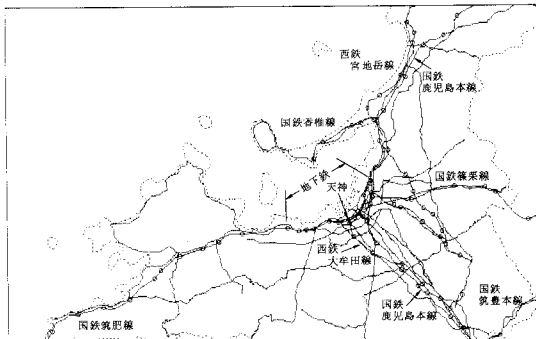 西鉄
宮地岳線
国鉄
鹿児島本線
国鉄香椎線
地下鉄
天神
国鉄篠栗線
西鉄
大牟田線
国鉄
鹿児島本線
国鉄
筑豊本線
国鉄筑肥線